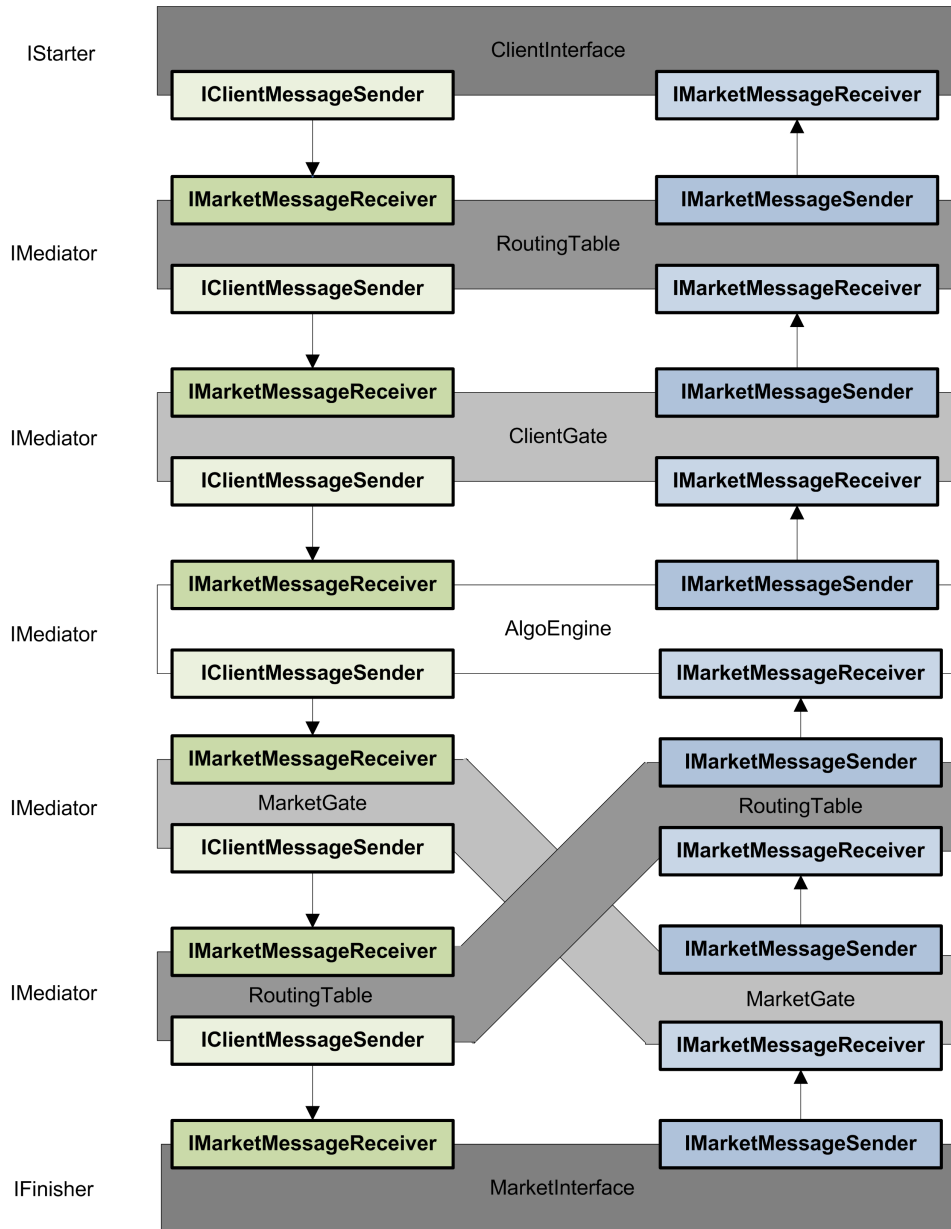 ClientInterface
IStarter
IClientMessageSender
IMarketMessageReceiver
IMarketMessageReceiver
IMarketMessageSender
RoutingTable
IMediator
IClientMessageSender
IMarketMessageReceiver
IMarketMessageReceiver
IMarketMessageSender
ClientGate
IMediator
IClientMessageSender
IMarketMessageReceiver
IMarketMessageReceiver
IMarketMessageSender
AlgoEngine
IMediator
IClientMessageSender
IMarketMessageReceiver
IMarketMessageReceiver
IMarketMessageSender
IMediator
MarketGate
RoutingTable
IClientMessageSender
IMarketMessageReceiver
IMarketMessageReceiver
IMarketMessageSender
IMediator
RoutingTable
MarketGate
IClientMessageSender
IMarketMessageReceiver
IMarketMessageReceiver
IMarketMessageSender
IFinisher
MarketInterface